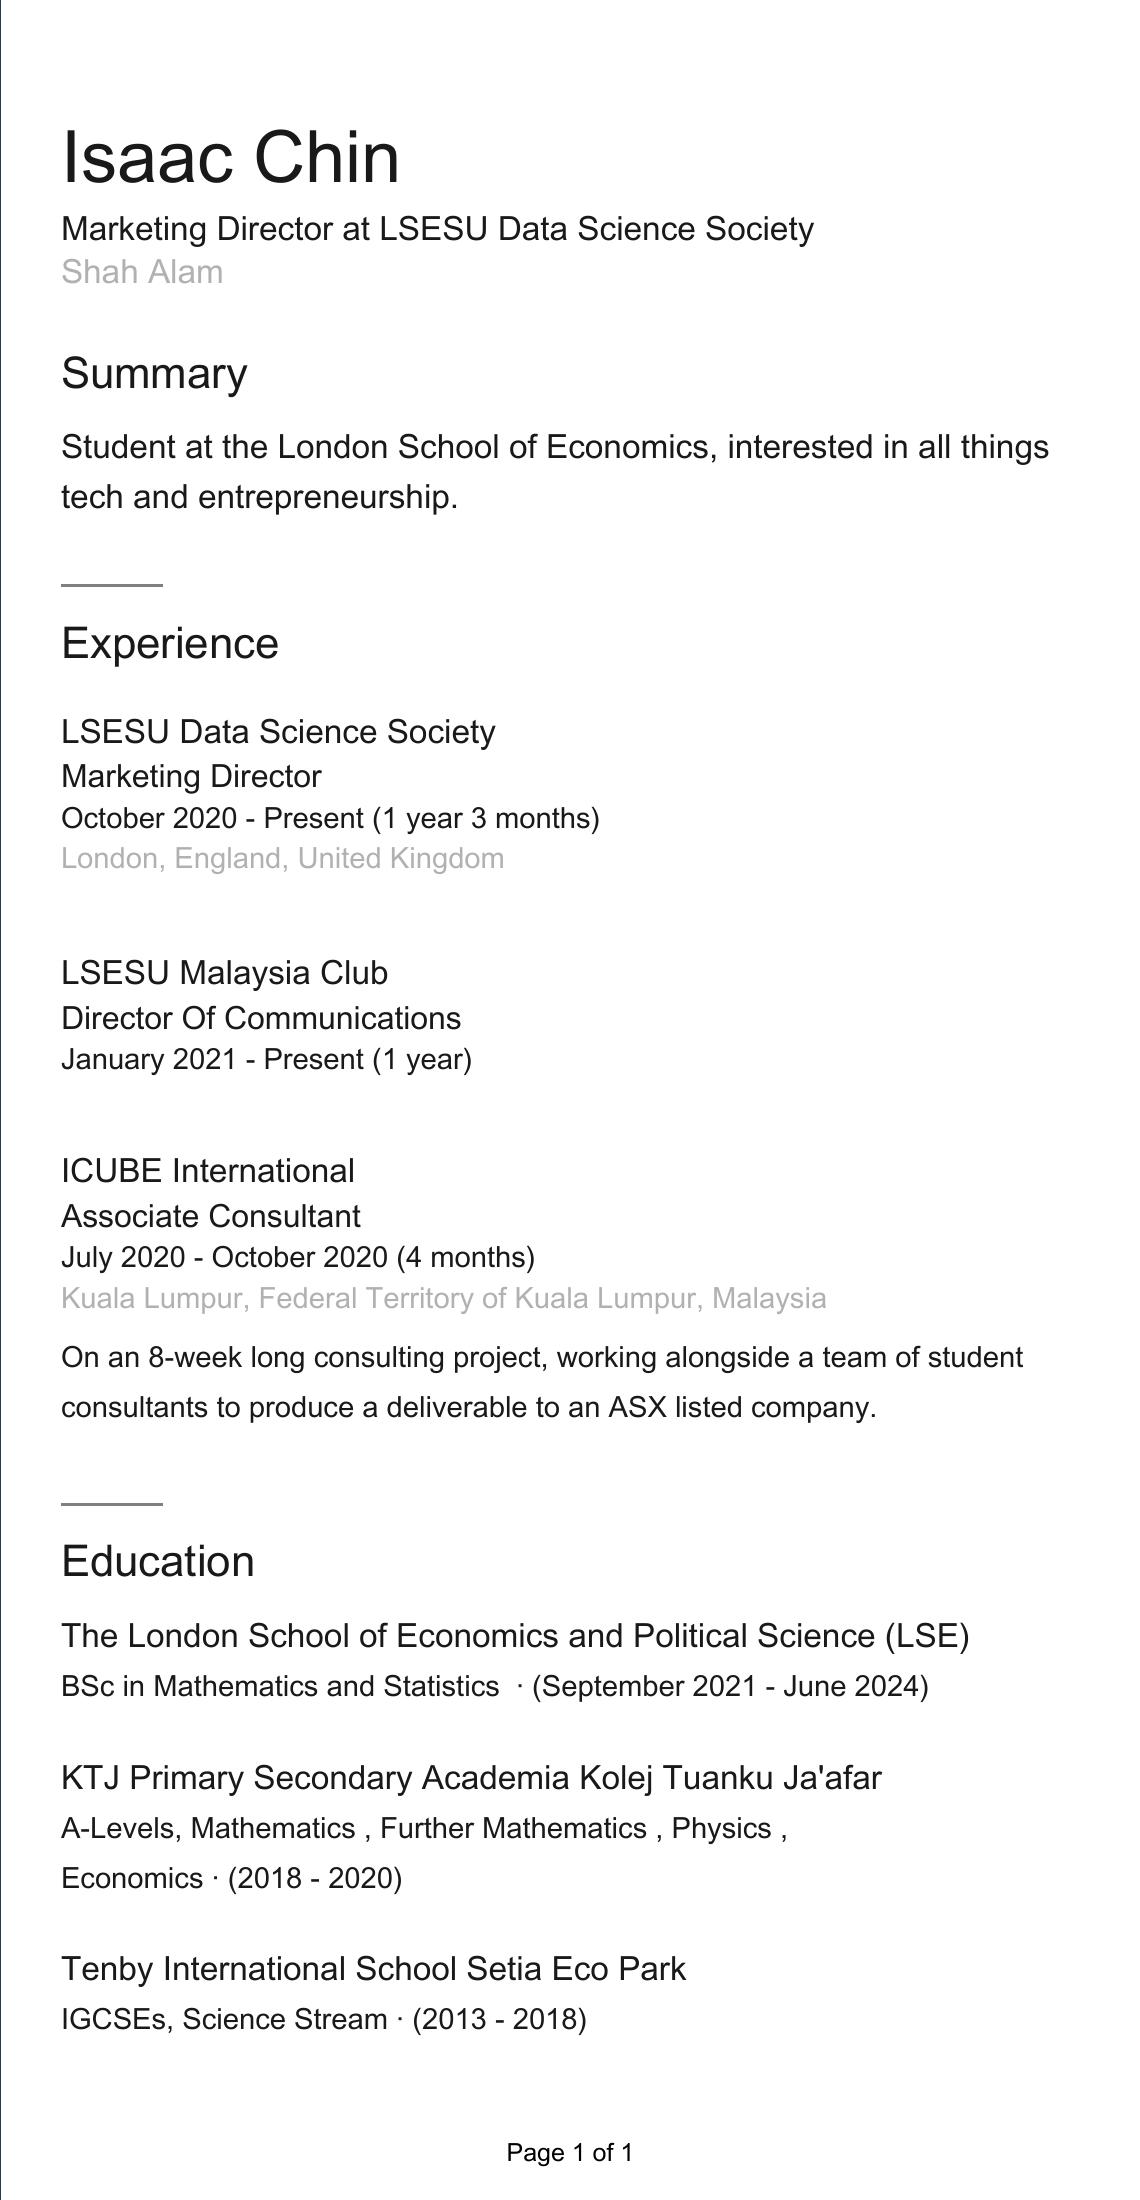 Isaac Chin
Marketing Director at LSESU Data Science Society
Shah Alam
Summary
Student at the London School of Economics, interested in all things
tech and entrepreneurship.
Experience
LSESU Data Science Society
Marketing Director
October 2020 - Present (1 year 3 months)
London, England, United Kingdom
LSESU Malaysia Club
Director Of Communications
January 2021 - Present (1 year)
ICUBE International
Associate Consultant
July 2020 - October 2020 (4 months)
Kuala Lumpur, Federal Territory of Kuala Lumpur, Malaysia
On an 8-week long consulting project, working alongside a team of student
consultants to produce a deliverable to an ASX listed company.
Education
The London School of Economics and Political Science (LSE)
BSc in Mathematics and Statistics  · (September 2021 - June 2024)
KTJ Primary Secondary Academia Kolej Tuanku Ja'afar
A-Levels, Mathematics , Further Mathematics , Physics ,
Economics · (2018 - 2020)
Tenby International School Setia Eco Park
IGCSEs, Science Stream · (2013 - 2018)
Page 1 of 1